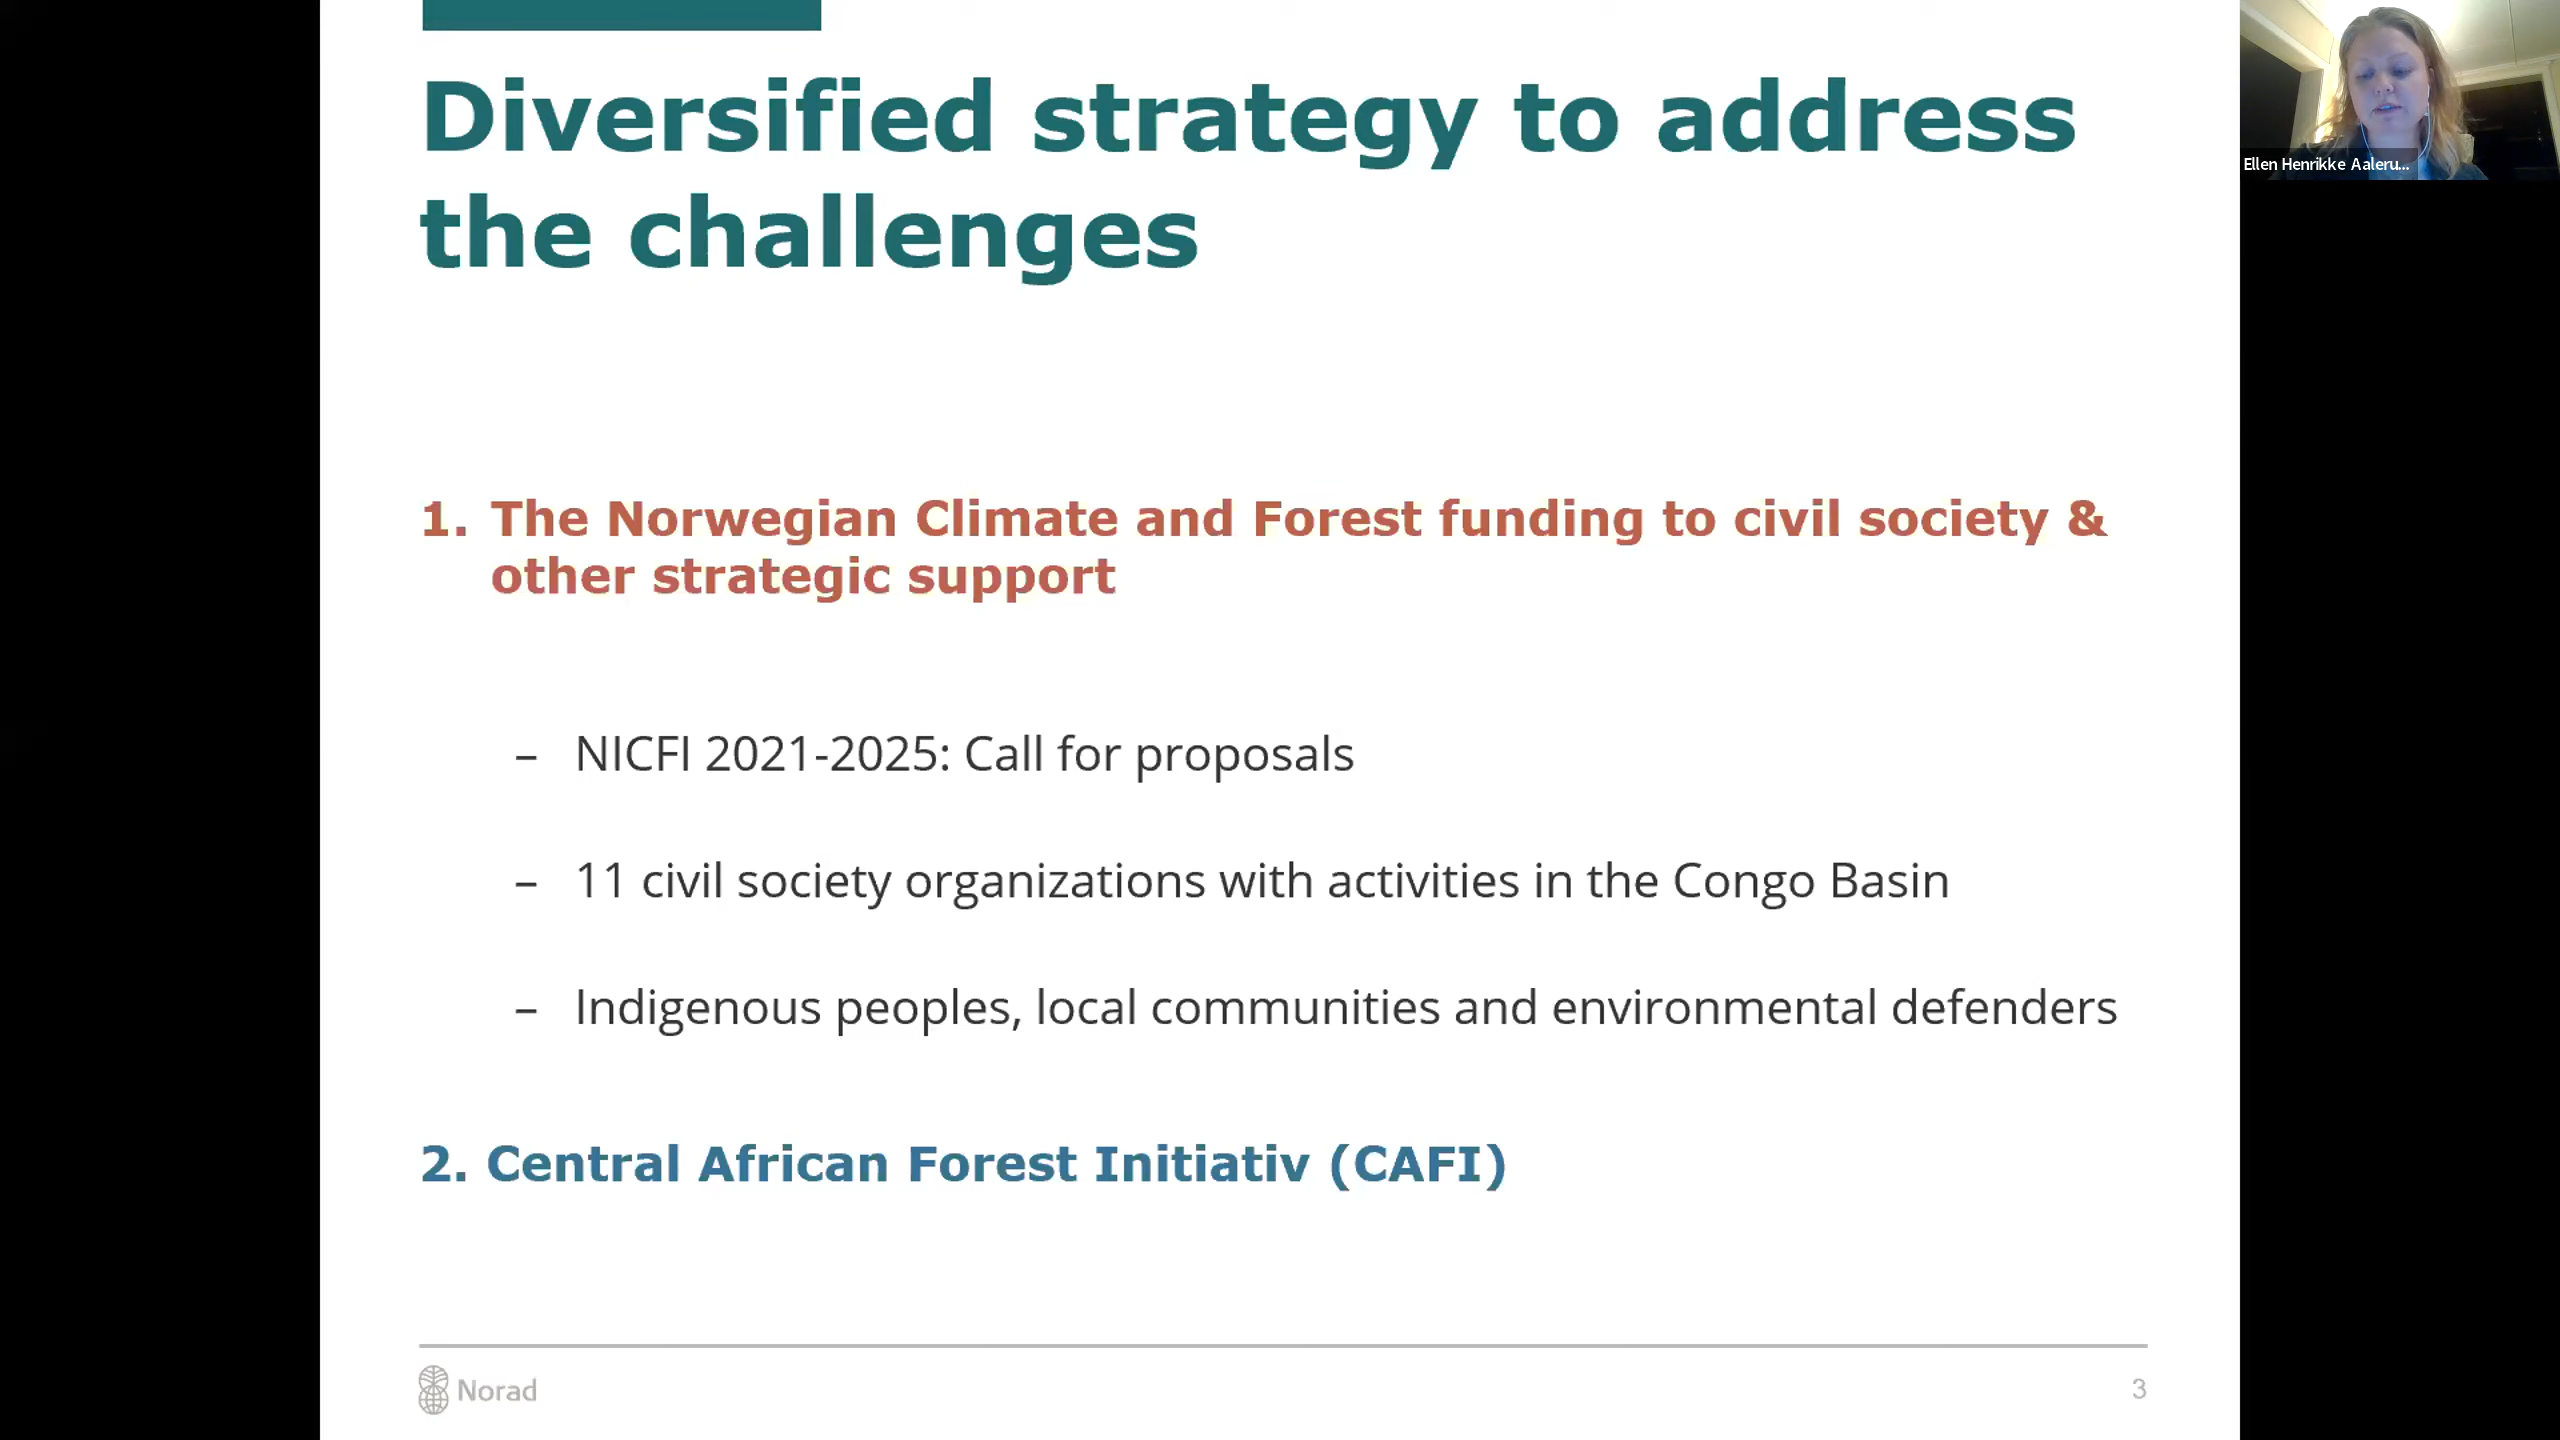 Diversified strategy to address
the challenges
1. The Norwegian Climate and Forest funding to civil society &
other strategic support
– NICFI 2021-2025: Call for proposals
– 11 civil society organizations with activities in the Congo Basin
– Indigenous peoples, local communities and environmental defenders
2. Central African Forest Initiativ (CAFI)
Norad
3
Ellen Henrikke Aaleru...